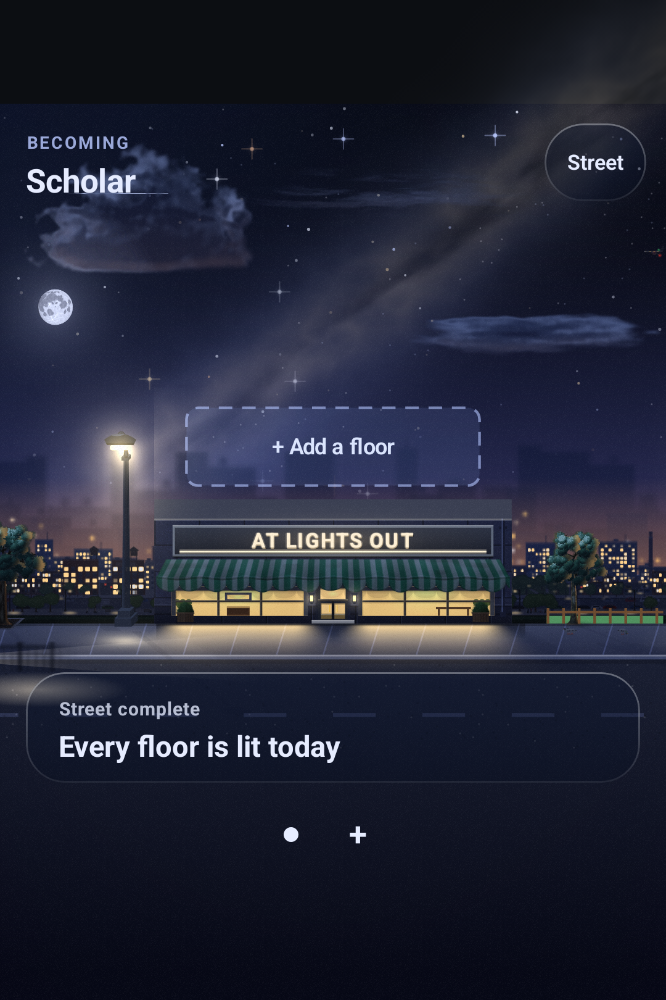 BECOMING
Scholar
Street
+ Add a floor
AT LIGHTS OUT
Street complete
Every floor is lit today
+